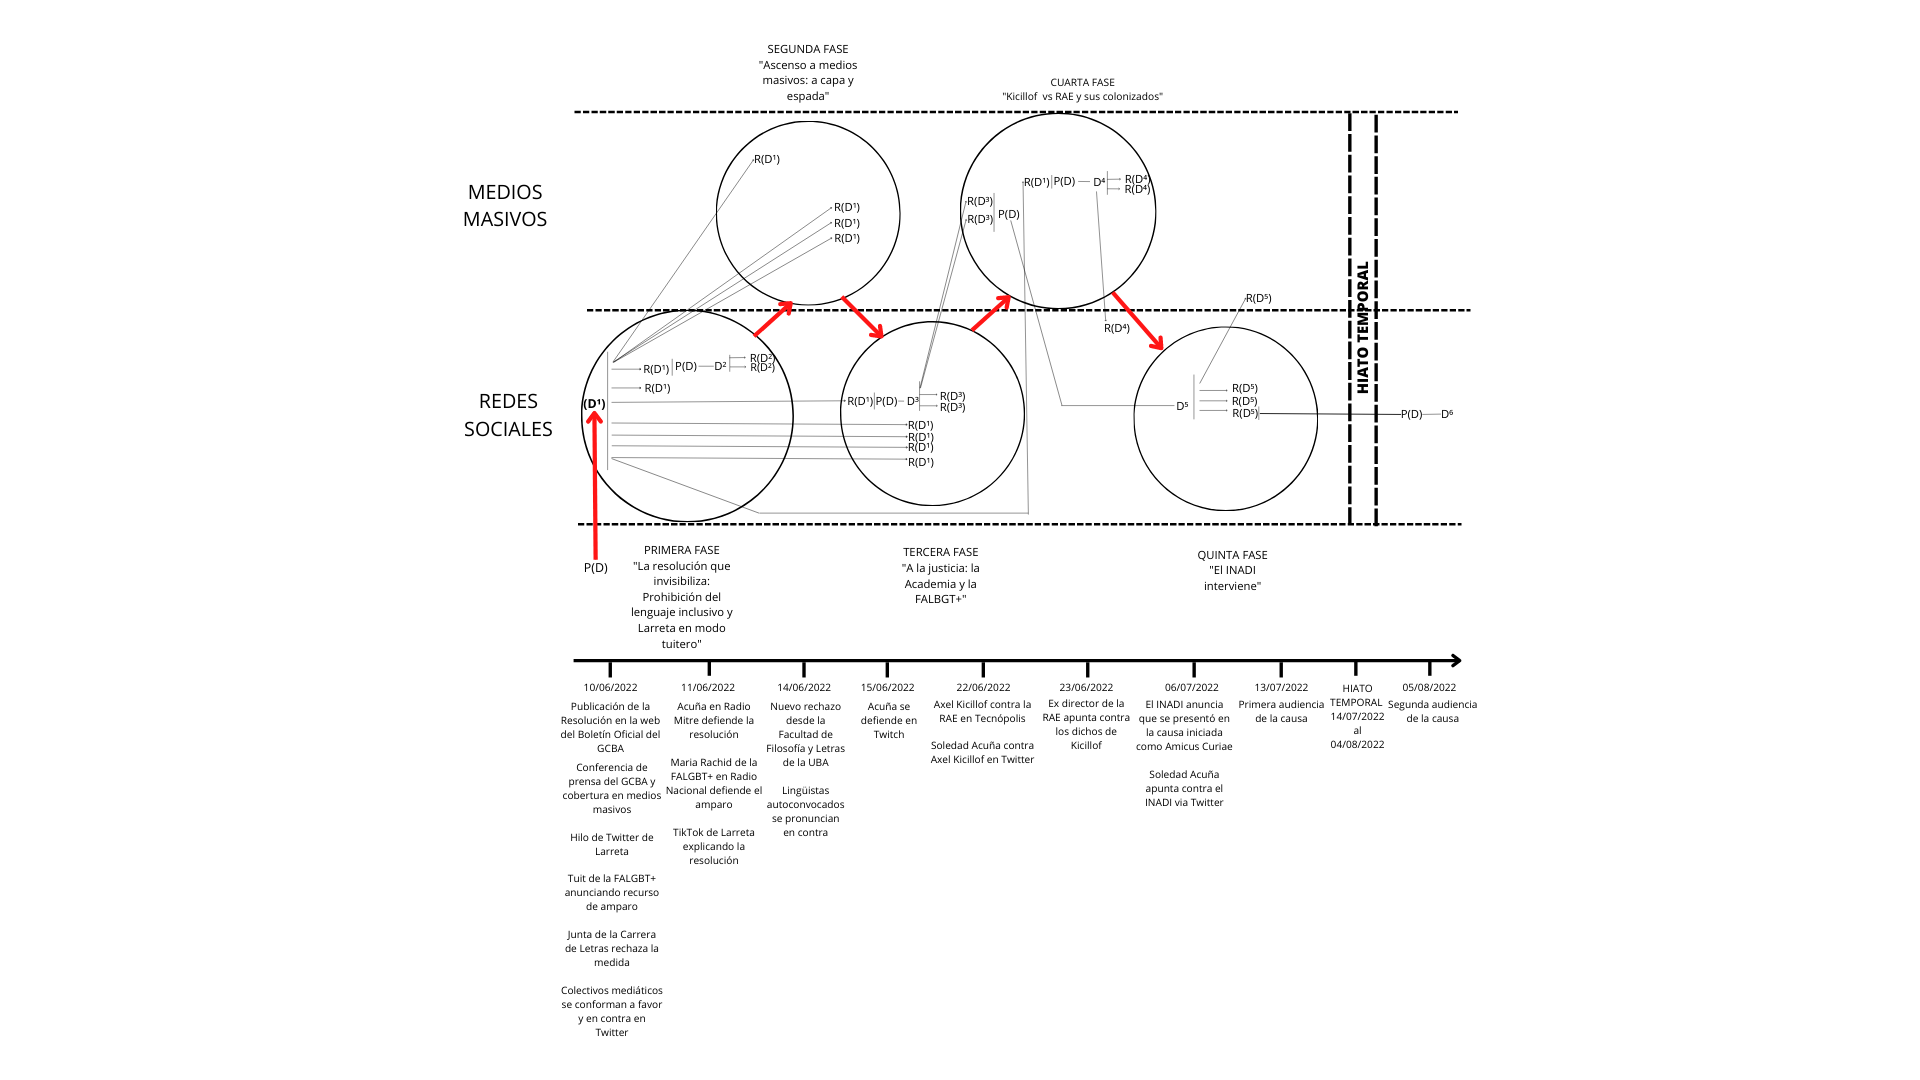 SEGUNDA FASE
"Ascenso a medios
masivos: a capa y
espada"
CUARTA FASE
"Kicillof vs RAE y sus colonizados"
MEDIOS
MASIVOS
R(D¹)
R(D¹)
R(D¹)
R(D¹)
R(D³)
R(D³)
P(D)
R(D¹)
P(D)
D⁴
R(D⁴)
R(D⁴)
R(D⁴)
R(D⁵)
HIATO TEMPORAL
REDES
SOCIALES
(D¹)
R(D¹)
P(D)
D²
R(D²)
R(D²)
R(D¹)
R(D¹)
P(D)
D³
R(D³)
R(D³)
R(D¹)
R(D¹)
R(D¹)
R(D¹)
D⁵
R(D⁵)
R(D⁵)
R(D⁵)
P(D)
D⁶
P(D)
PRIMERA FASE
"La resolución que
invisibiliza:
Prohibición del
lenguaje inclusivo y
Larreta en modo
tuitero"
TERCERA FASE
"A la justicia: la
Academia y la
FALBGT+"
QUINTA FASE
"El INADI
interviene"
10/06/2022
Publicación de la
Resolución en la web
del Boletín Oficial del
GCBA
Conferencia de
prensa del GCBA y
cobertura en medios
masivos
Hilo de Twitter de
Larreta
Tuit de la FALGBT+
anunciando recurso
de amparo
Junta de la Carrera
de Letras rechaza la
medida
Colectivos mediáticos
se conforman a favor
y en contra en
Twitter
11/06/2022
Acuña en Radio
Mitre defiende la
resolución
Maria Rachid de la
FALGBT+ en Radio
Nacional defiende el
amparo
TikTok de Larreta
explicando la
resolución
14/06/2022
Nuevo rechazo
desde la
Facultad de
Filosofía y Letras
de la UBA
Lingüistas
autoconvocados
se pronuncian
en contra
15/06/2022
Acuña se
defiende en
Twitch
22/06/2022
Axel Kicillof contra la
RAE en Tecnópolis
Soledad Acuña contra
Axel Kicillof en Twitter
23/06/2022
Ex director de la
RAE apunta contra
los dichos de
Kicillof
06/07/2022
El INADI anuncia
que se presentó en
la causa iniciada
como Amicus Curiae
Soledad Acuña
apunta contra el
INADI via Twitter
13/07/2022
Primera audiencia
de la causa
HIATO
TEMPORAL
14/07/2022
al
04/08/2022
05/08/2022
Segunda audiencia
de la causa